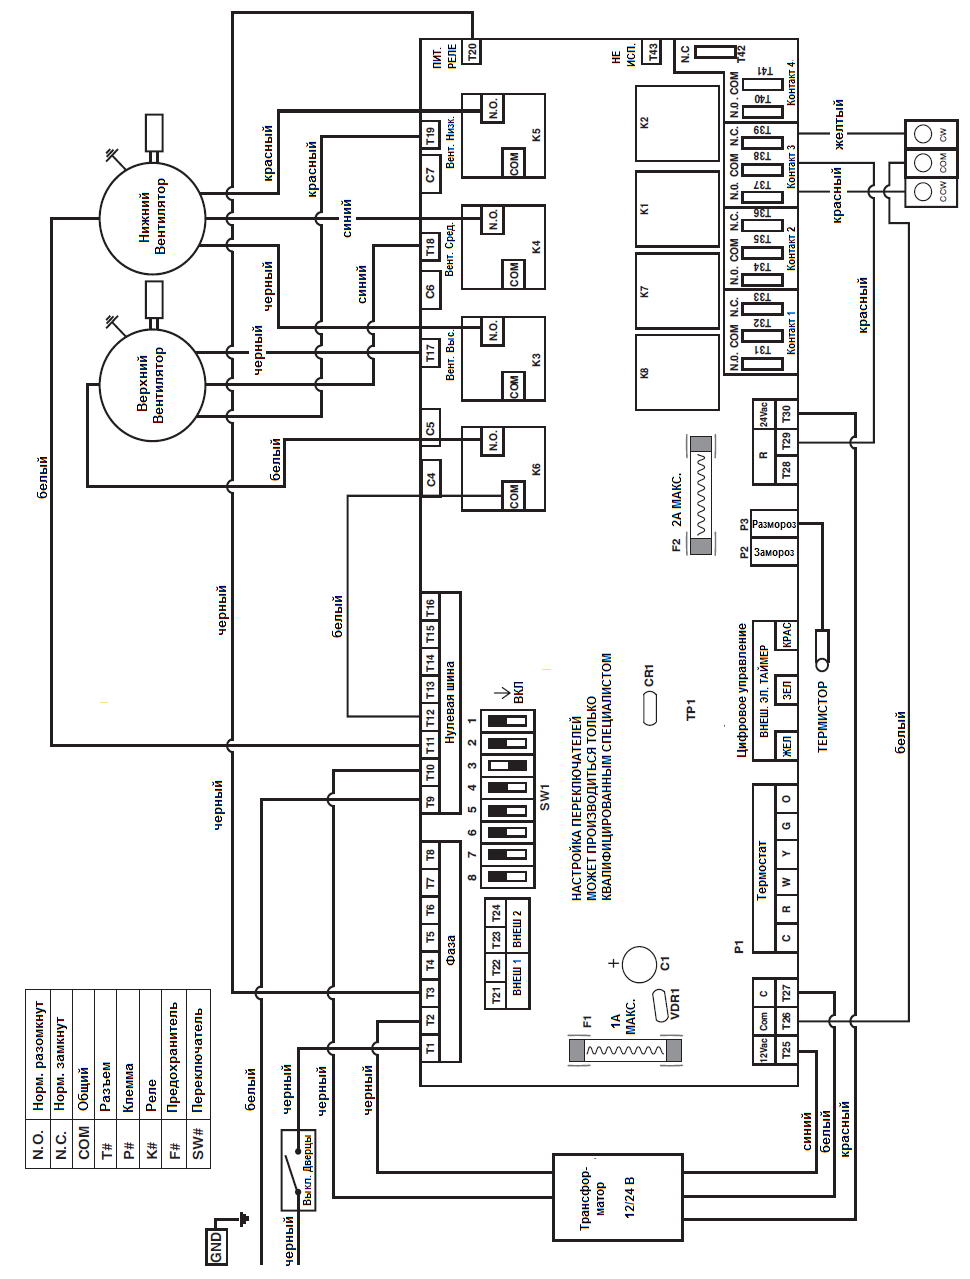 ПИТ.
РЕЛЕ
T20
НЕ
ИСП.
T43
N.C
T42
Нижний
Вентилятор
Верхний
Вентилятор
красный
красный
синий
черный
синий
черный
белый
белый
черный
белый
черный
T19
Вент. Низк.
C7
N.O.
COM
K5
T18
Вент. Сред.
C6
N.O.
COM
K4
T17
Вент. Выс.
C5
N.O.
COM
K3
C4
N.O.
COM
K6
K2
K1
K7
K8
N.O. COM
T40
T41
Контакт 4
N.O. COM N.C.
T37
T38
T39
Контакт 3
N.O. COM N.C.
T34
T35
T36
Контакт 2
N.O. COM N.C.
T31
T32
T33
Контакт 1
желтый
красный
красный
CW
COM
CCW
24Vac
R
T30
T29
T28
F2
2А МАКС.
P3
Размороз
P2
Замороз
T16
T15
T14
T13
T12
T11
T10
T9
Нулевая шина
ВКЛ
1
2
3
4
5
6
7
8
SW1
НАСТРОЙКА ПЕРЕКЛЮЧАТЕЛЕЙ
МОЖЕТ ПРОИЗВОДИТЬСЯ ТОЛЬКО
КВАЛИФИЦИРОВАННЫМ СПЕЦИАЛИСТОМ
CR1
TP1
Цифровое управление
ВНЕШ. ЭЛ. ТАЙМЕР
КРАС
ЗЕЛ
ЖЕЛ
ТЕРМИСТОР
белый
T8
T7
T6
T5
T4
T3
T2
T1
Фаза
T24
T23
ВНЕШ 2
T22
T21
ВНЕШ 1
Термостат
O
G
Y
W
R
C
P1
+
C1
VDR1
F1
1А
МАКС.
C
Com
12Vac
T27
T26
T25
N.O. Норм. разомкнут
N.C. Норм. замкнут
COM Общий
T# Разъем
P# Клемма
K# Реле
F# Предохранитель
SW# Переключатель
белый
черный
черный
черный
Выкл. Дверцы
черный
GND
Трансфор-
матор
12/24 В
синий
белый
красный